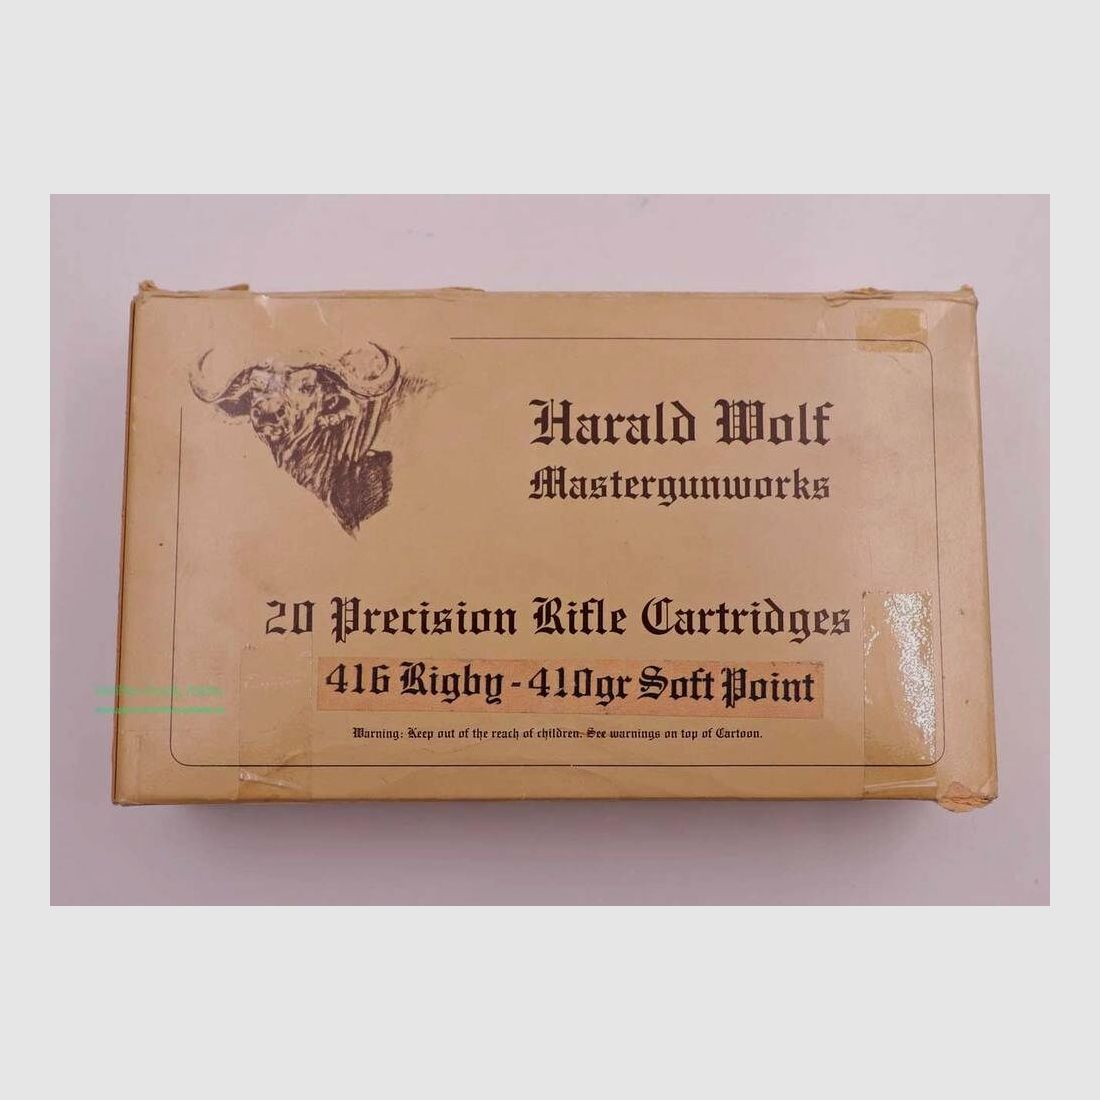 Harald Wolf
Mastergunworks
20 Precision Rifle Cartridges
416 Rigby - 410gr Soft Point
Warning: Keep out of the reach of children. See warnings on top of Cartoon.